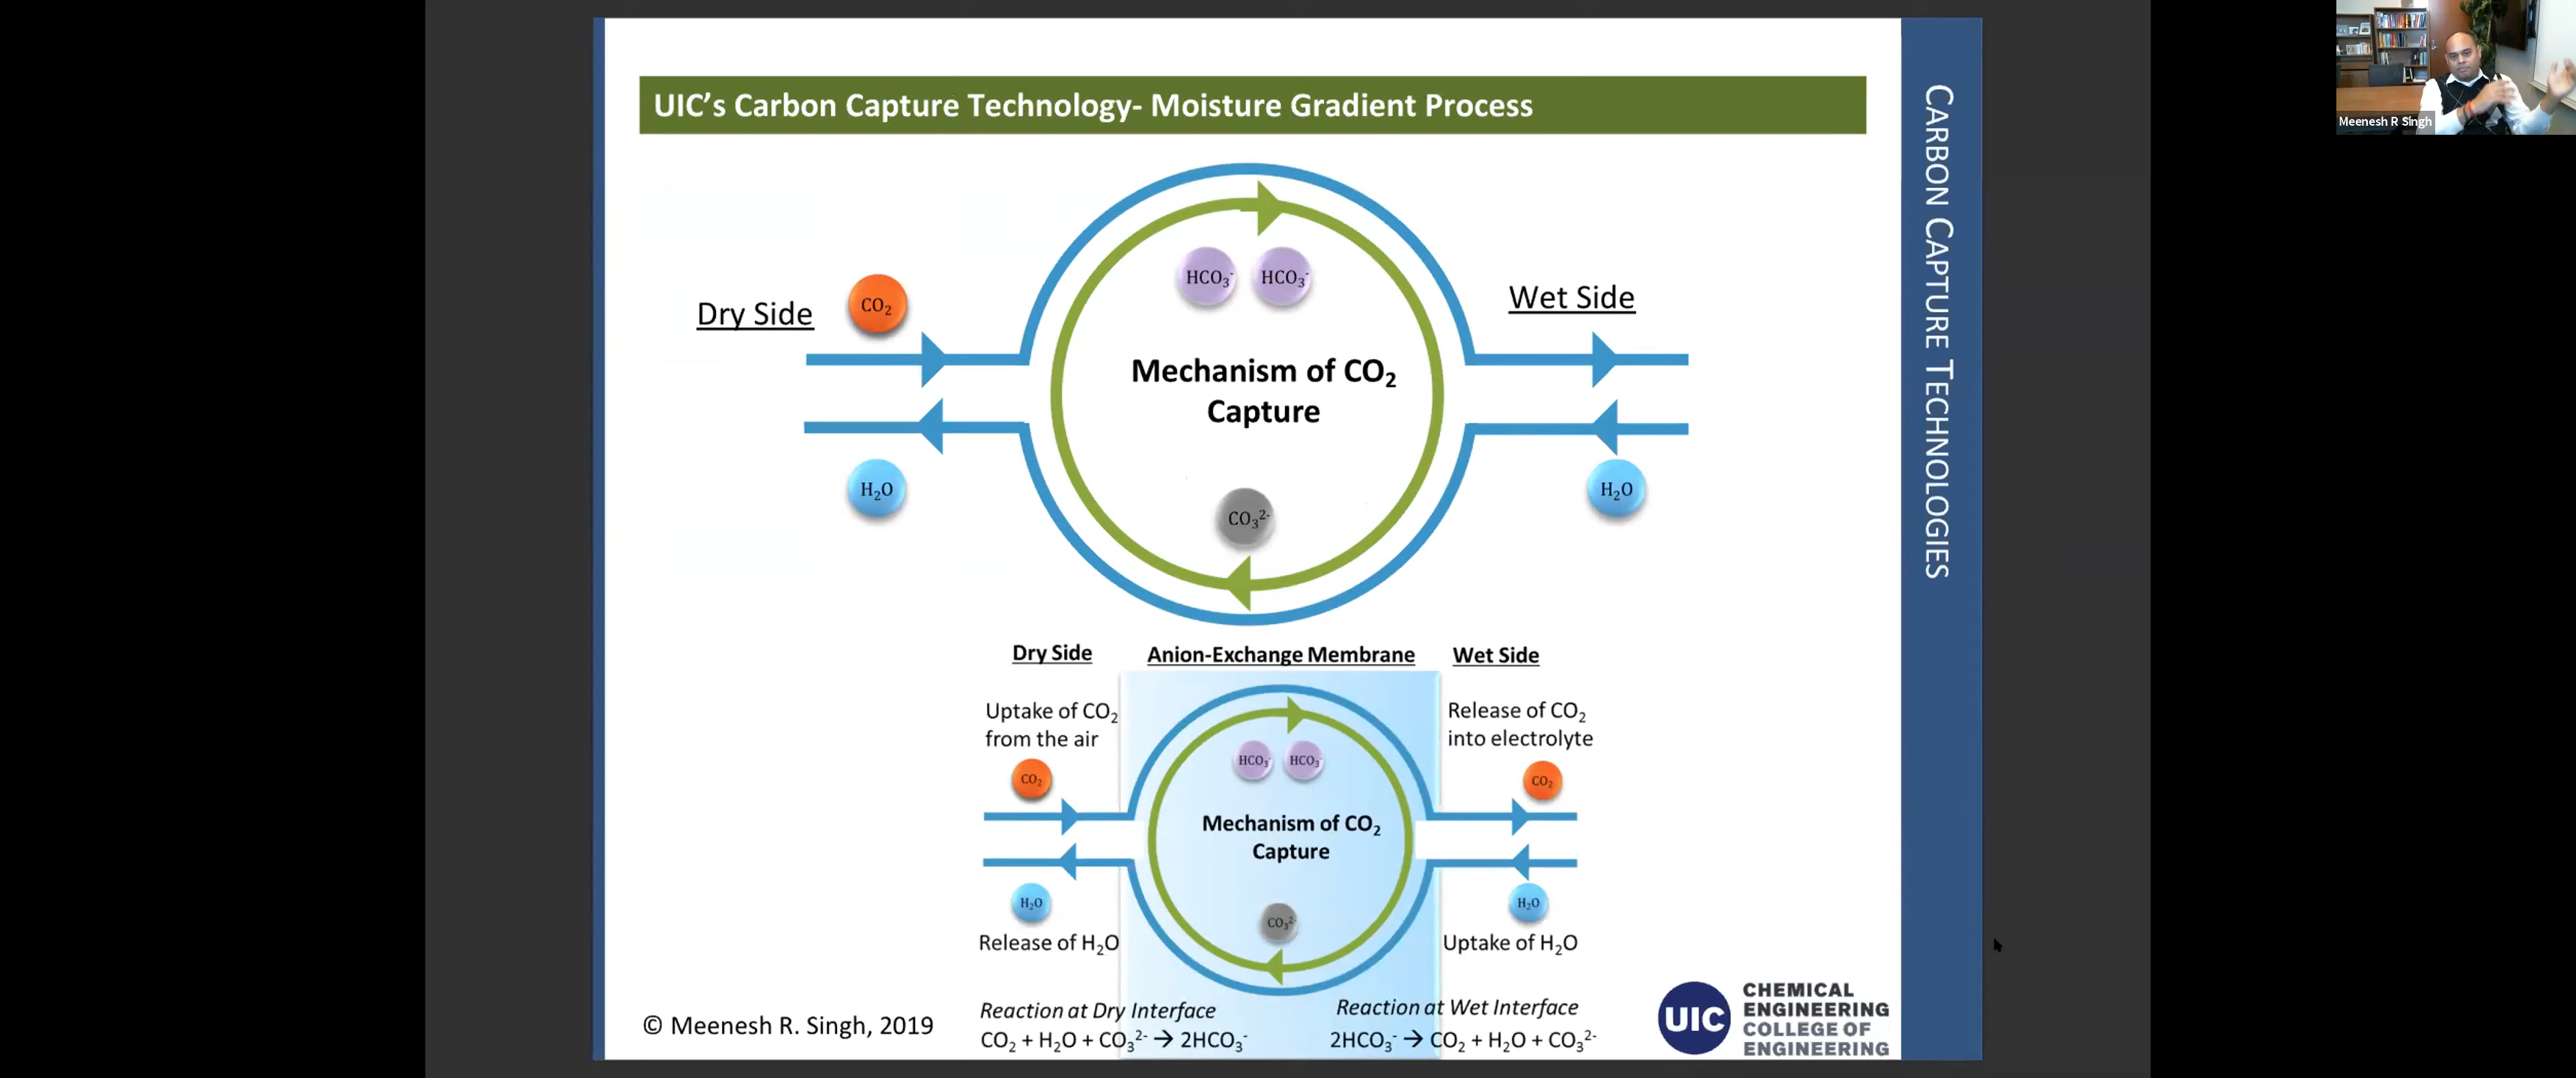 UIC's Carbon Capture Technology- Moisture Gradient Process
Meenesh R Singh
CARBON CAPTURE TECHNOLOGIES
Dry Side
CO₂
HCO₃⁻ HCO₃⁻
Wet Side
Mechanism of CO₂
Capture
H₂O
CO₃²⁻
H₂O
Dry Side
Anion-Exchange Membrane
Wet Side
Uptake of CO₂
from the air
Release of CO₂
into electrolyte
CO₂
HCO₃⁻ HCO₃⁻
CO₂
Mechanism of CO₂
Capture
H₂O
CO₃²⁻
H₂O
Release of H₂O
Uptake of H₂O
Reaction at Dry Interface
CO₂ + H₂O + CO₃²⁻ → 2HCO₃⁻
Reaction at Wet Interface
2HCO₃⁻ → CO₂ + H₂O + CO₃²⁻
© Meenesh R. Singh, 2019
UIC
CHEMICAL
ENGINEERING
COLLEGE OF
ENGINEERING